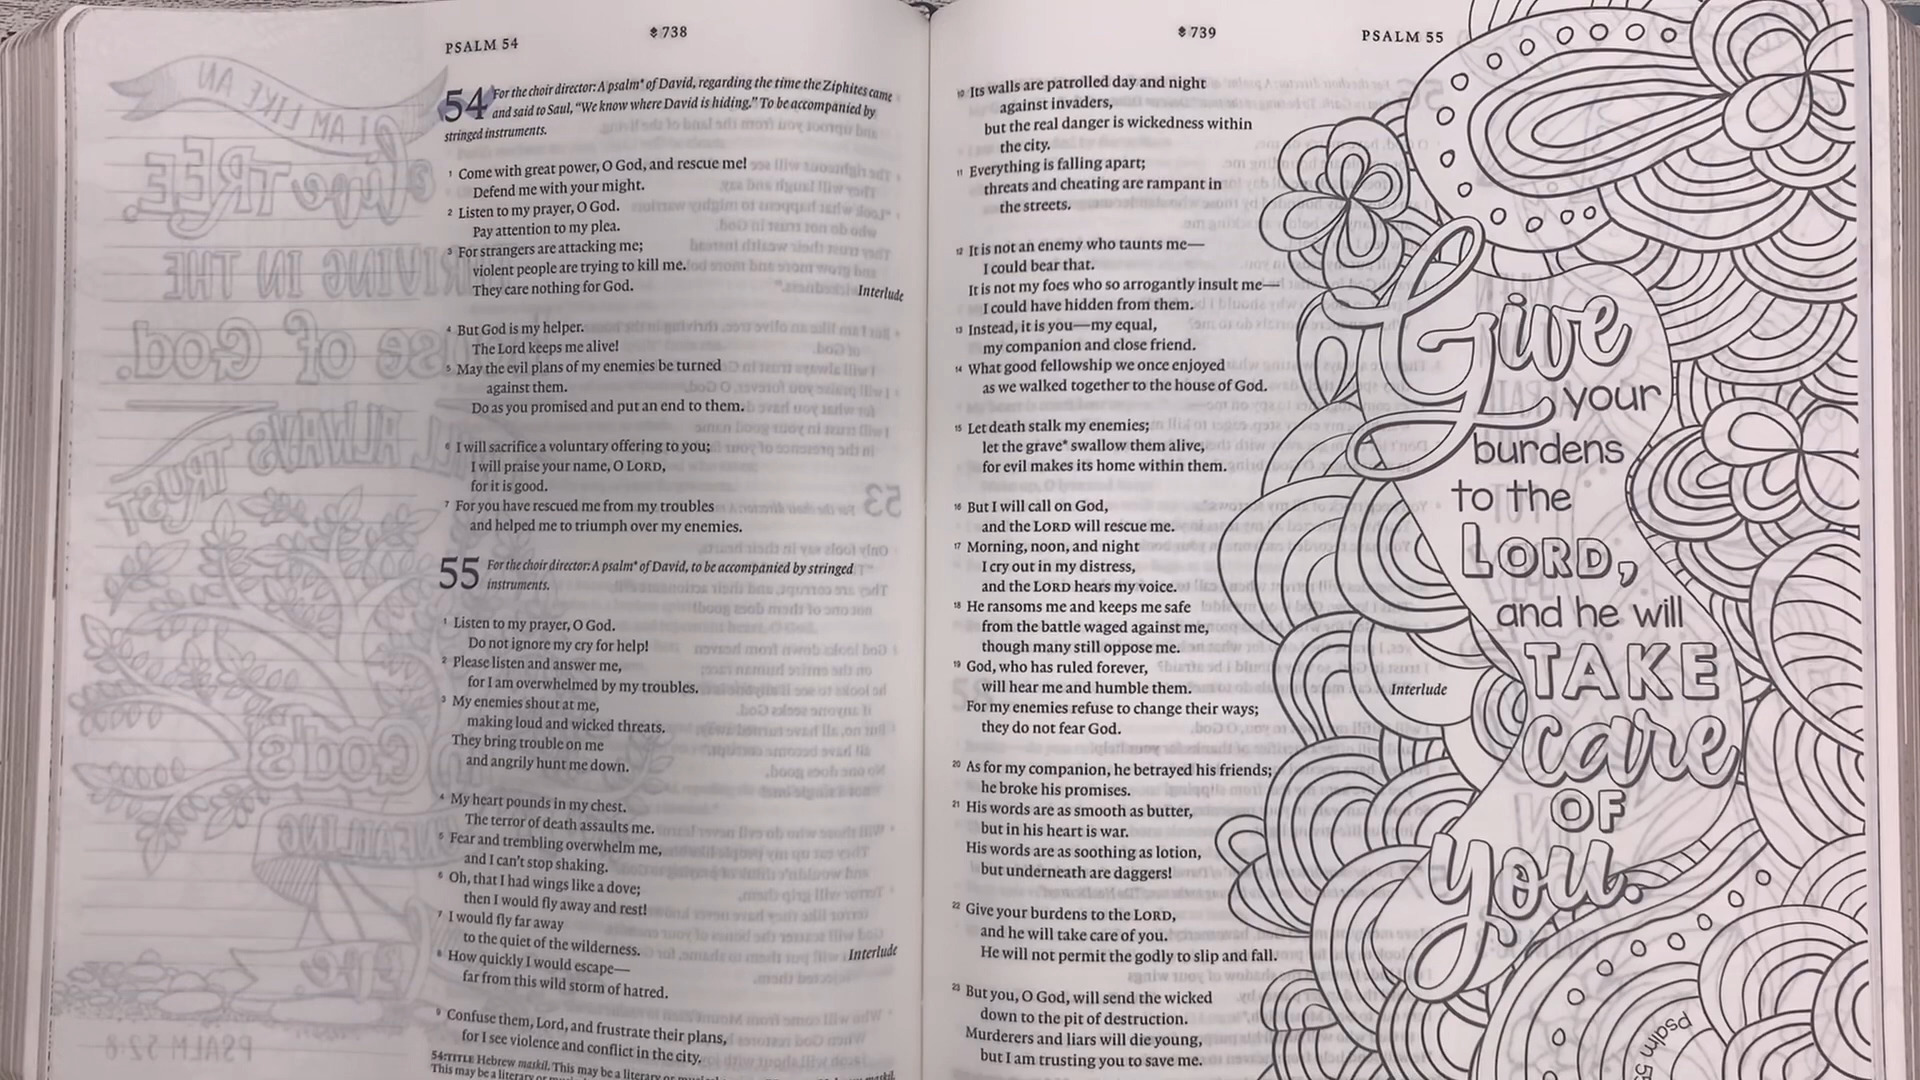 PSALM 54
738
54 For the choir director: A psalm* of David, regarding the time the Ziphites came
and said to Saul, “We know where David is hiding.” To be accompanied by
stringed instruments.
1 Come with great power, O God, and rescue me!
Defend me with your might.
2 Listen to my prayer, O God.
Pay attention to my plea.
3 For strangers are attacking me;
violent people are trying to kill me.
They care nothing for God.
Interlude
4 But God is my helper.
The Lord keeps me alive!
5 May the evil plans of my enemies be turned
against them.
Do as you promised and put an end to them.
6 I will sacrifice a voluntary offering to you;
I will praise your name, O LORD,
for it is good.
7 For you have rescued me from my troubles
and helped me to triumph over my enemies.
55 For the choir director: A psalm* of David, to be accompanied by stringed
instruments.
1 Listen to my prayer, O God.
Do not ignore my cry for help!
2 Please listen and answer me,
for I am overwhelmed by my troubles.
3 My enemies shout at me,
making loud and wicked threats.
They bring trouble on me
and angrily hunt me down.
4 My heart pounds in my chest.
The terror of death assaults me.
5 Fear and trembling overwhelm me,
and I can’t stop shaking.
6 Oh, that I had wings like a dove;
then I would fly away and rest!
7 I would fly far away
to the quiet of the wilderness.
Interlude
8 How quickly I would escape—
far from this wild storm of hatred.
9 Confuse them, Lord, and frustrate their plans,
for I see violence and conflict in the city.
54:TITLE Hebrew maskil. This may be a literary or
This may be a literary or
739
PSALM 55
10 Its walls are patrolled day and night
against invaders,
but the real danger is wickedness within
the city.
11 Everything is falling apart;
threats and cheating are rampant in
the streets.
12 It is not an enemy who taunts me—
I could bear that.
It is not my foes who so arrogantly insult me—
I could have hidden from them.
13 Instead, it is you—my equal,
my companion and close friend.
14 What good fellowship we once enjoyed
as we walked together to the house of God.
15 Let death stalk my enemies;
let the grave* swallow them alive,
for evil makes its home within them.
16 But I will call on God,
and the LORD will rescue me.
17 Morning, noon, and night
I cry out in my distress,
and the LORD hears my voice.
18 He ransoms me and keeps me safe
from the battle waged against me,
though many still oppose me.
19 God, who has ruled forever,
will hear me and humble them.
Interlude
For my enemies refuse to change their ways;
they do not fear God.
20 As for my companion, he betrayed his friends;
he broke his promises.
21 His words are as smooth as butter,
but in his heart is war.
His words are as soothing as lotion,
but underneath are daggers!
22 Give your burdens to the LORD,
and he will take care of you.
He will not permit the godly to slip and fall.
23 But you, O God, will send the wicked
down to the pit of destruction.
Murderers and liars will die young,
but I am trusting you to save me.
Give
your
burdens
to the
LORD,
and he will
TAKE
care
OF
you.
Psalm 55